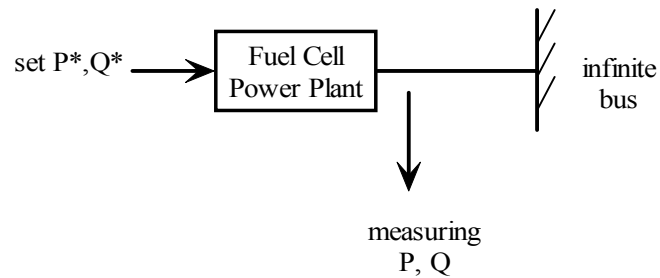 set P*,Q*
Fuel Cell
Power Plant
infinite
bus
measuring
P, Q